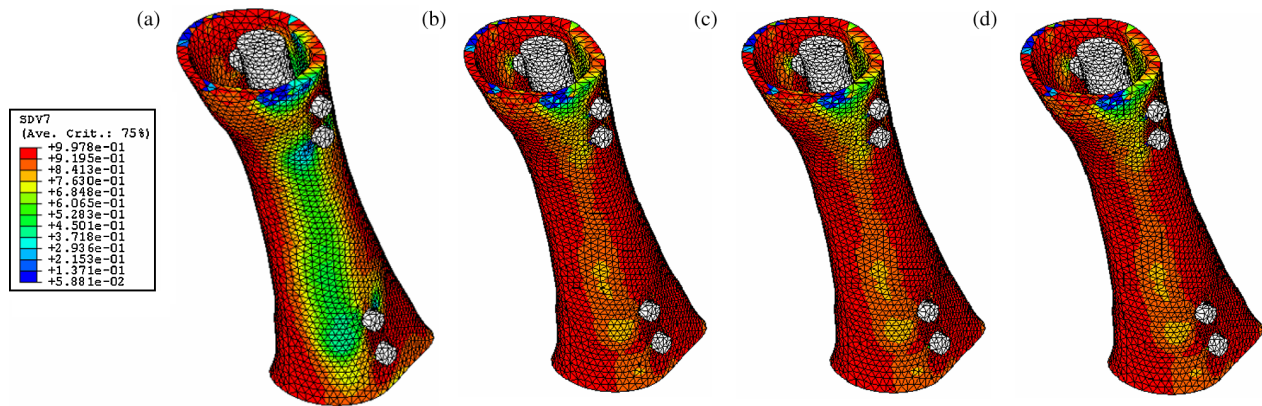 (a)
(b)
(c)
(d)
SDV7
(Ave. Crit.: 75%)
+9.978e-01
+9.195e-01
+8.413e-01
+7.630e-01
+6.848e-01
+6.065e-01
+5.283e-01
+4.501e-01
+3.718e-01
+2.936e-01
+2.153e-01
+1.371e-01
+5.881e-02